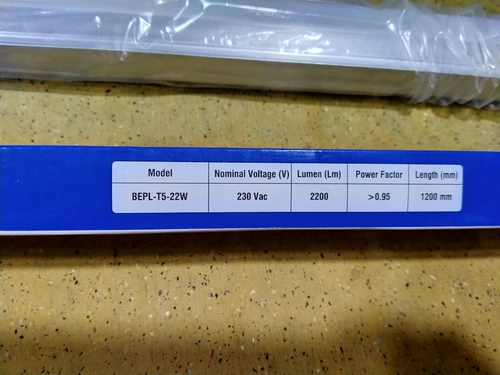 Model Nominal Voltage (V) Lumen (Lm) Power Factor Length (mm)
BEPL-T5-22W 230 Vac 2200 >0.95 1200 mm